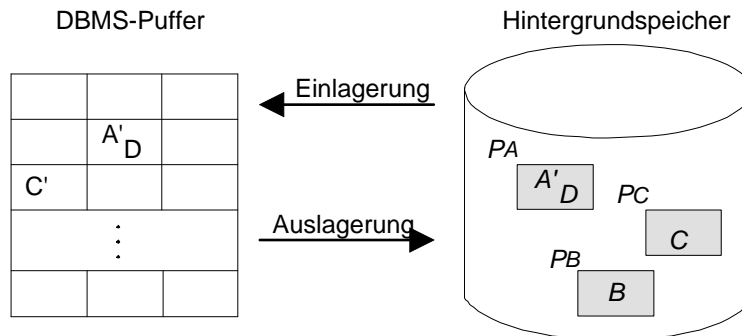 DBMS-Puffer
Hintergrundspeicher
Einlagerung
A'
D
C'
Auslagerung
PA
A'
D
PC
C
PB
B